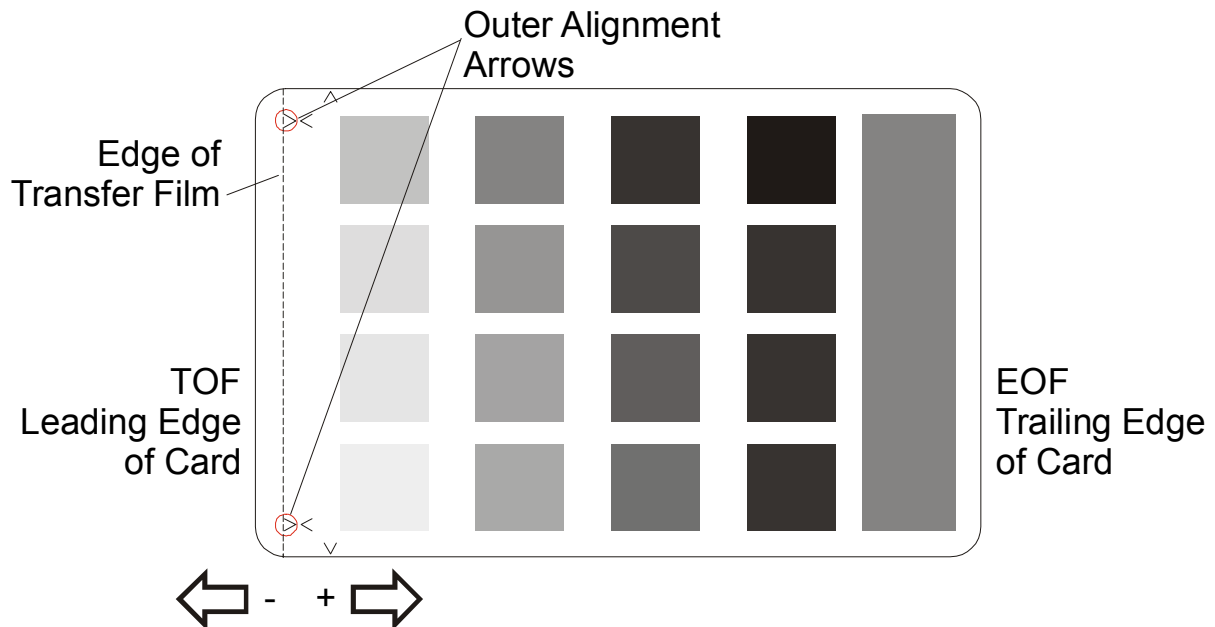 Outer Alignment
Arrows
Edge of
Transfer Film
TOF
Leading Edge
of Card
EOF
Trailing Edge
of Card
- +